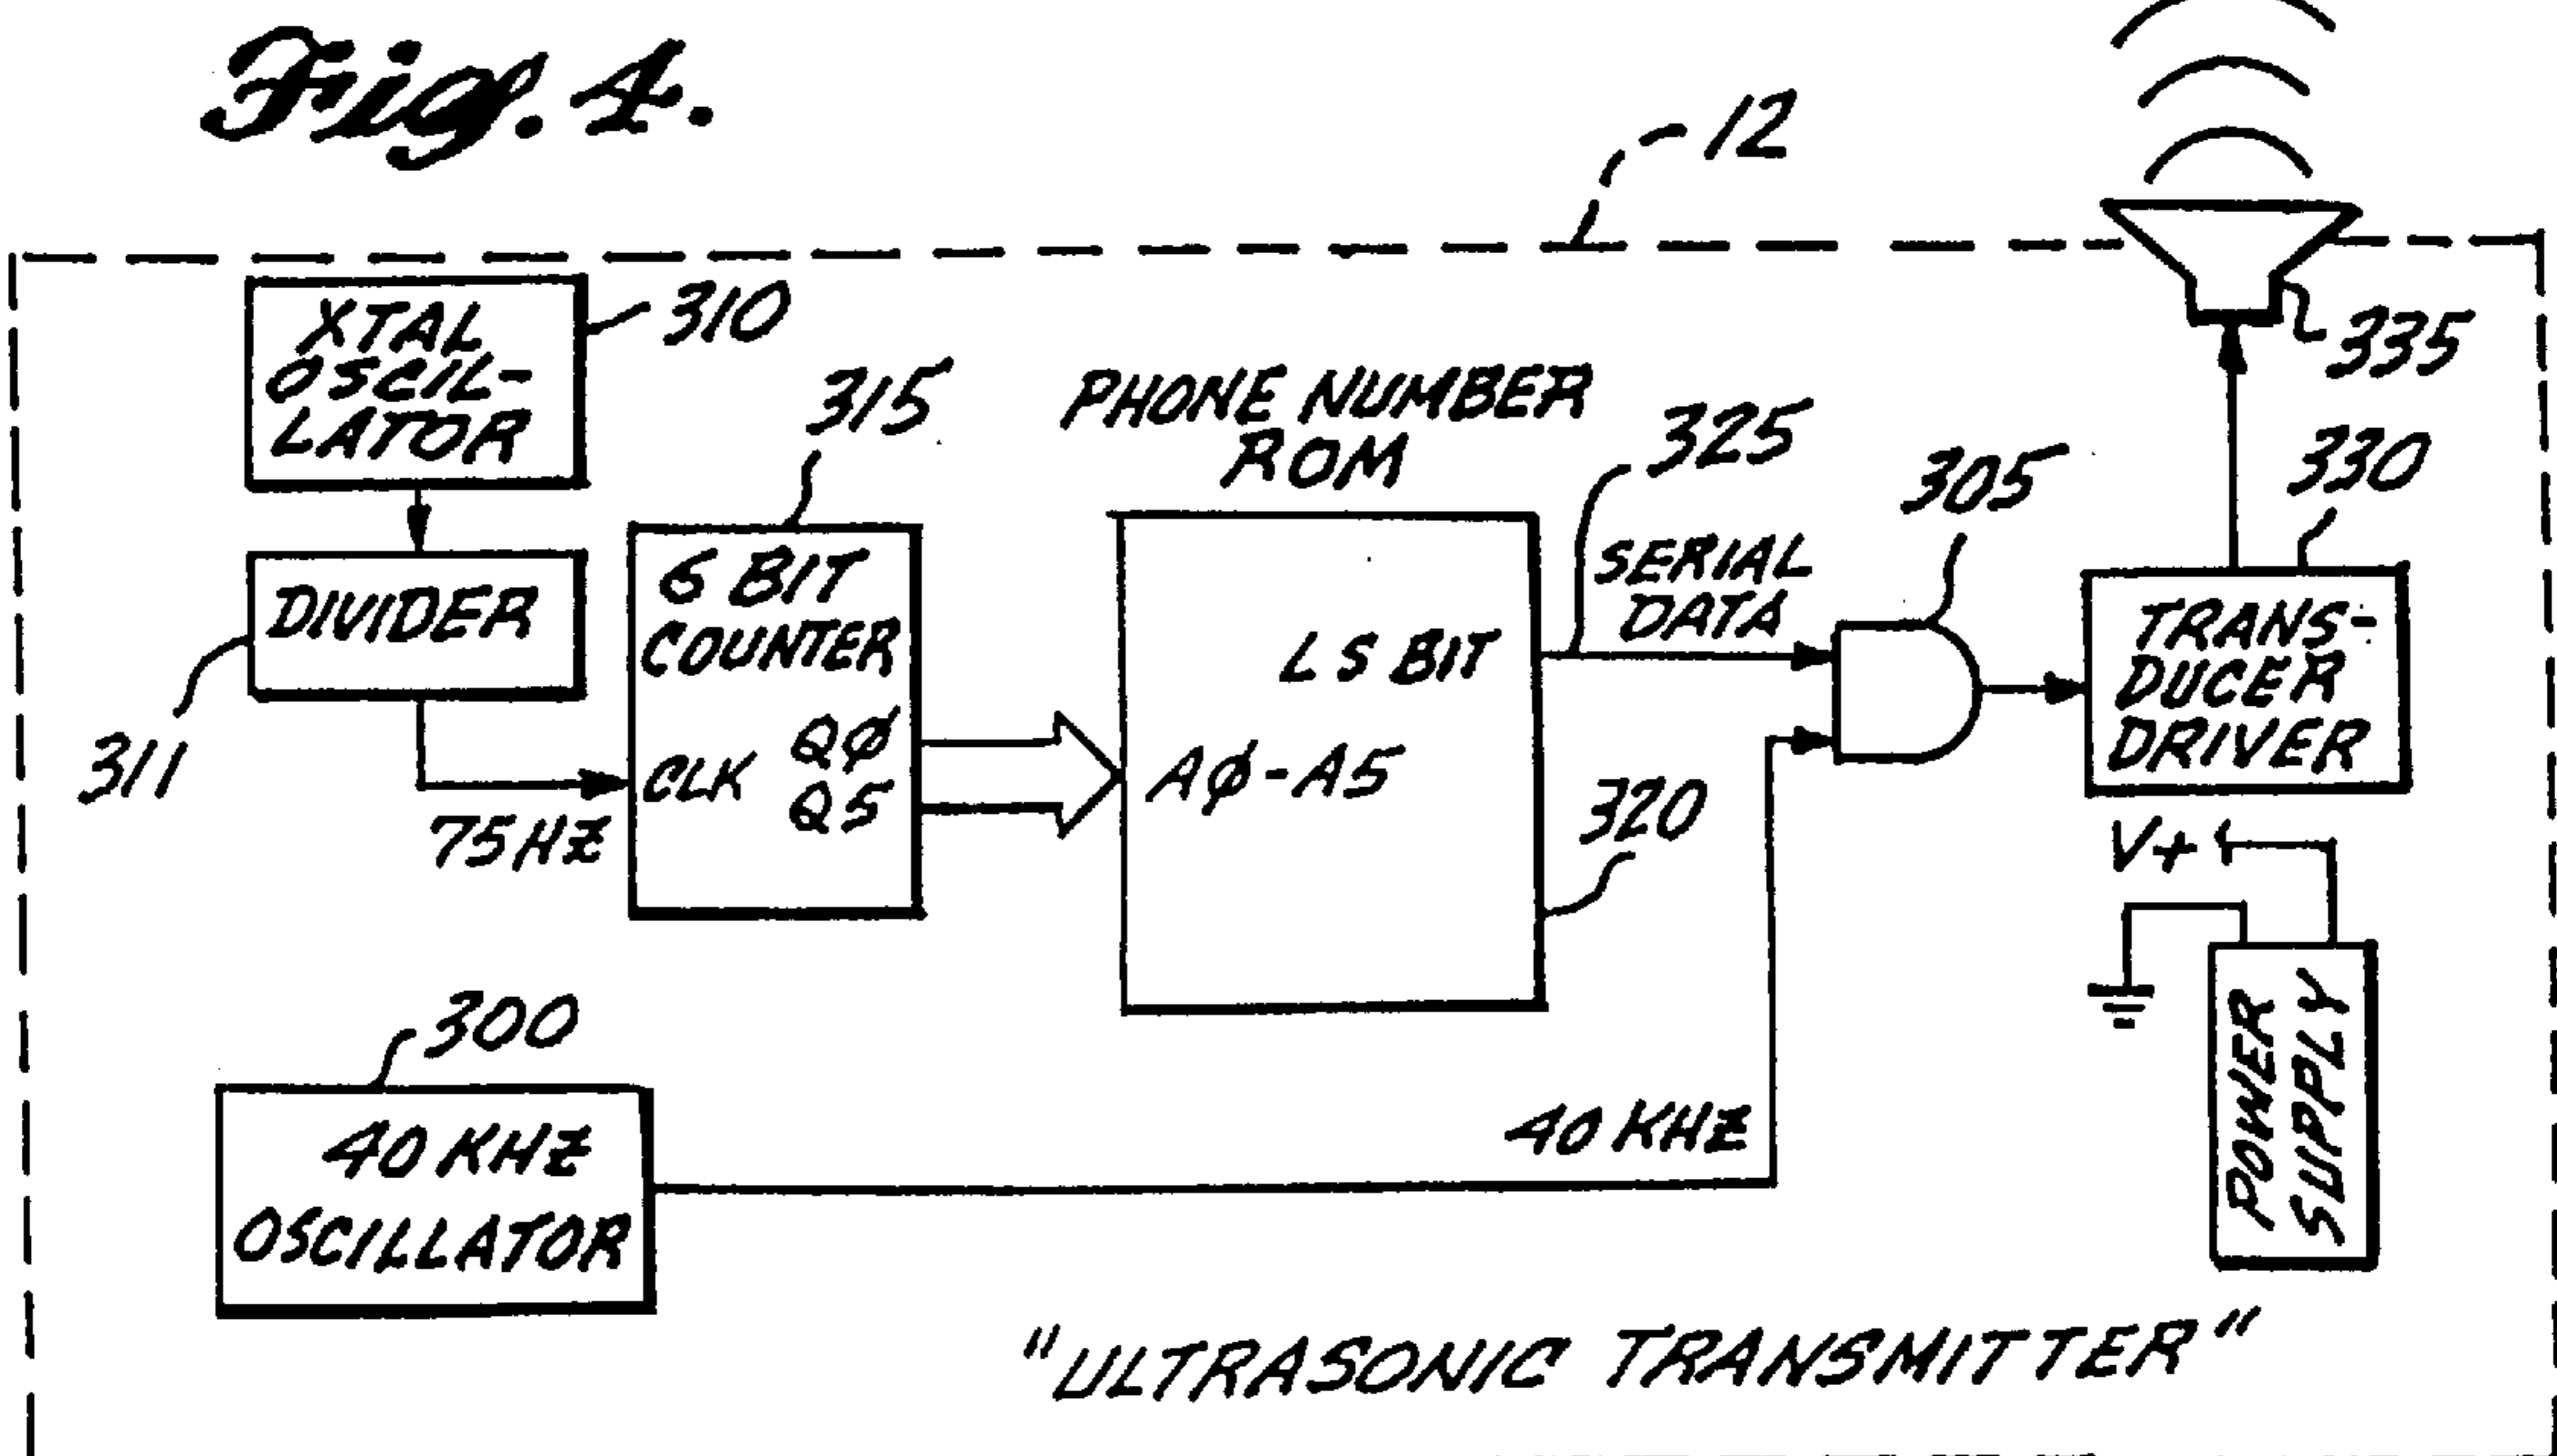 Fig. 4.
12
XTAL
OSCIL-
LATOR
310
335
DIVIDER
311
75HZ
315
6 BIT
COUNTER
CLK
QØ
Q5
PHONE NUMBER
ROM
LS BIT
AØ-A5
320
325
SERIAL
DATA
305
330
TRANS-
DUCER
DRIVER
V+
POWER
SUPPLY
300
40 KHZ
OSCILLATOR
40 KHZ
"ULTRASONIC TRANSMITTER"